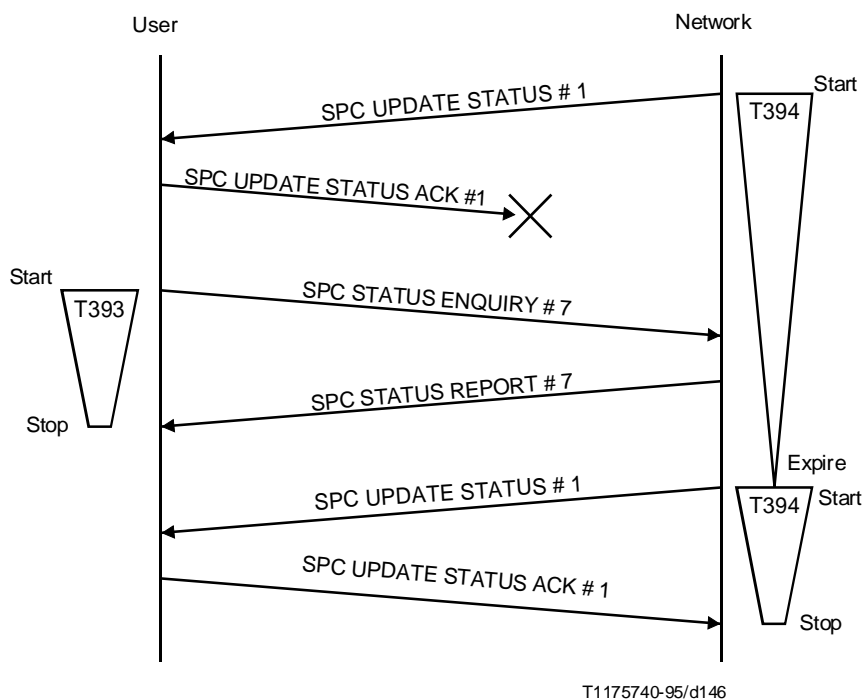 User
Network
Start
SPC UPDATE STATUS # 1
T394
SPC UPDATE STATUS ACK #1
Start
T393
SPC STATUS ENQUIRY # 7
SPC STATUS REPORT # 7
Stop
Expire
SPC UPDATE STATUS # 1
T394
Start
SPC UPDATE STATUS ACK # 1
Stop
T1175740-95/d146